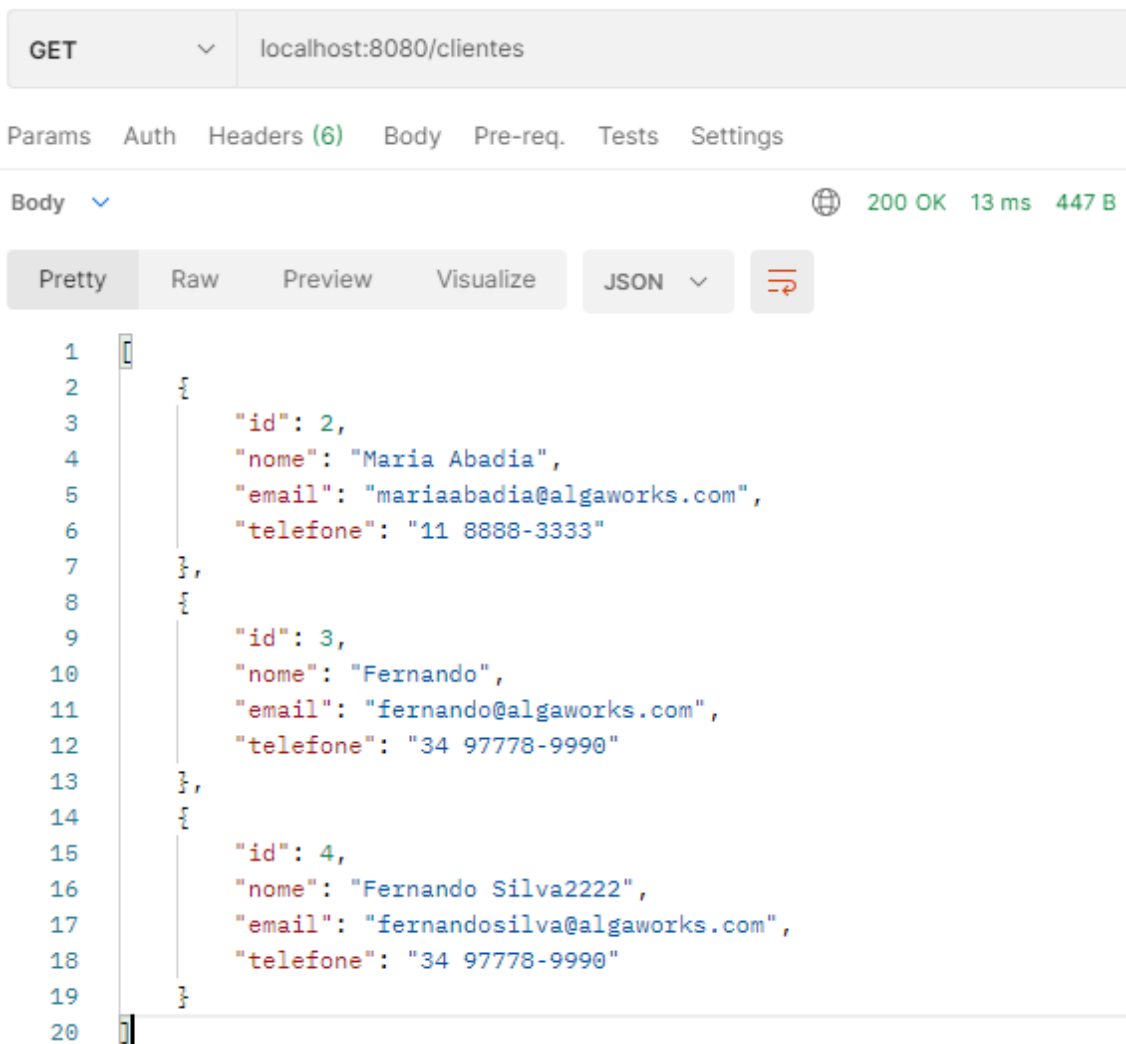 GET localhost:8080/clientes
Params Auth Headers (6) Body Pre-req. Tests Settings
Body 200 OK 13 ms 447 B
Pretty Raw Preview Visualize JSON
1 [
2 {
3 "id": 2,
4 "nome": "Maria Abadia",
5 "email": "mariaabadia@algaworks.com",
6 "telefone": "11 8888-3333"
7 },
8 {
9 "id": 3,
10 "nome": "Fernando",
11 "email": "fernando@algaworks.com",
12 "telefone": "34 97778-9990"
13 },
14 {
15 "id": 4,
16 "nome": "Fernando Silva2222",
17 "email": "fernandosilva@algaworks.com",
18 "telefone": "34 97778-9990"
19 }
20 ]